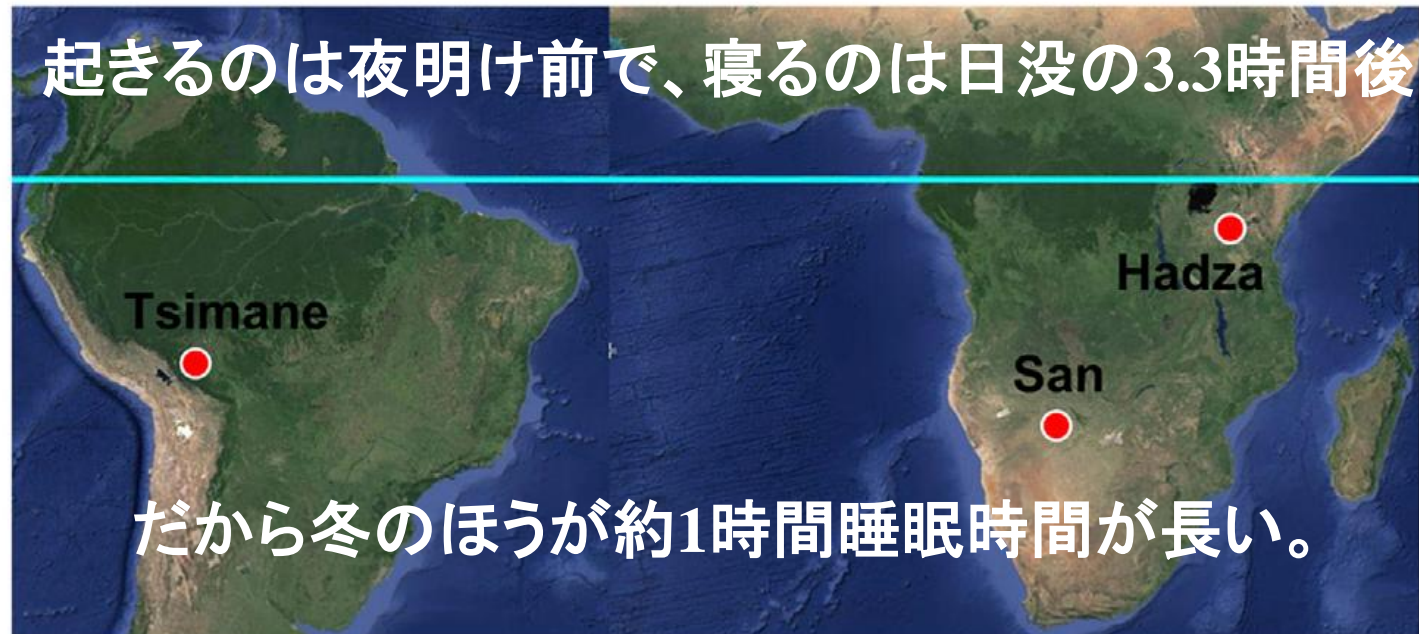 起きるのは夜明け前で、寝るのは日没の3.3時間後
Hadza
Tsimane
San
だから冬のほうが約1時間睡眠時間が長い。